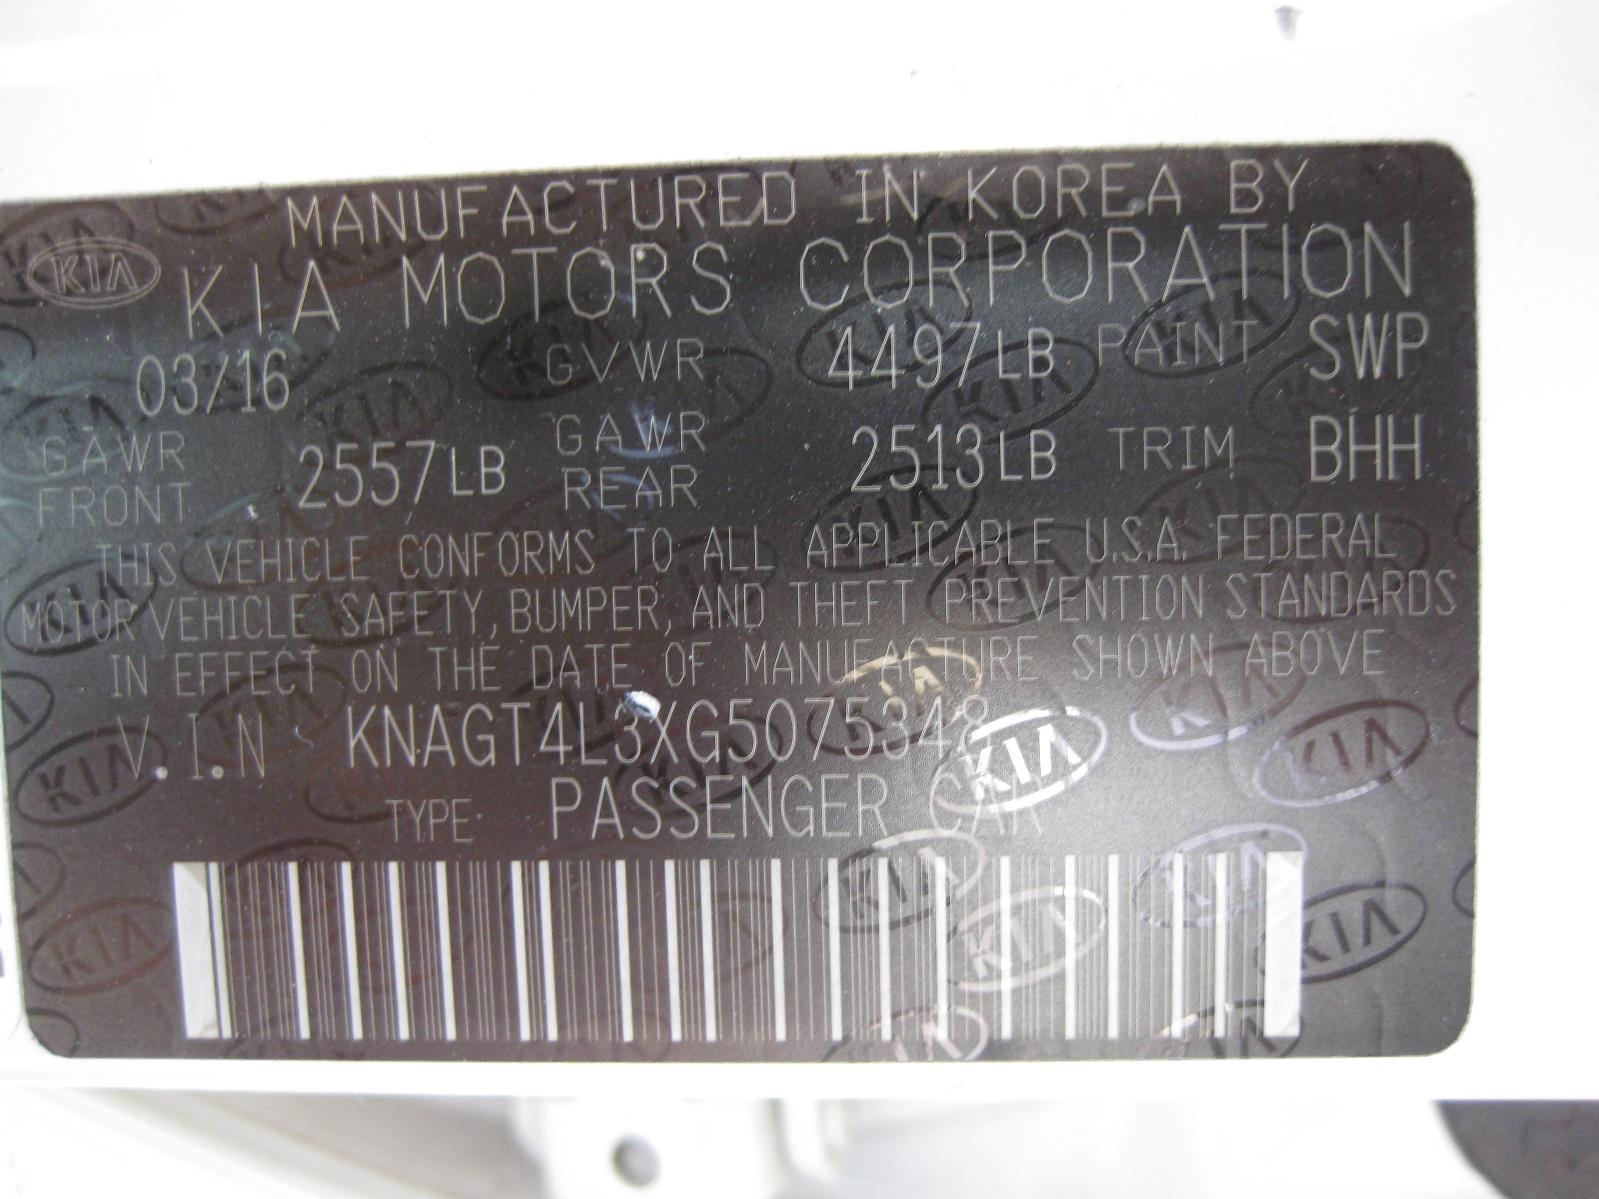 MANUFACTURED IN KOREA BY
KIA KIA MOTORS CORPORATION
03/16 GVWR 4497LB PAINT SWP
GAWR FRONT 2557LB GAWR REAR 2513LB TRIM BHH
THIS VEHICLE CONFORMS TO ALL APPLICABLE U.S.A. FEDERAL
MOTOR VEHICLE SAFETY, BUMPER, AND THEFT PREVENTION STANDARDS
IN EFFECT ON THE DATE OF MANUFACTURE SHOWN ABOVE
V.I.N KNAGT4L3XG5075348
TYPE PASSENGER CAR